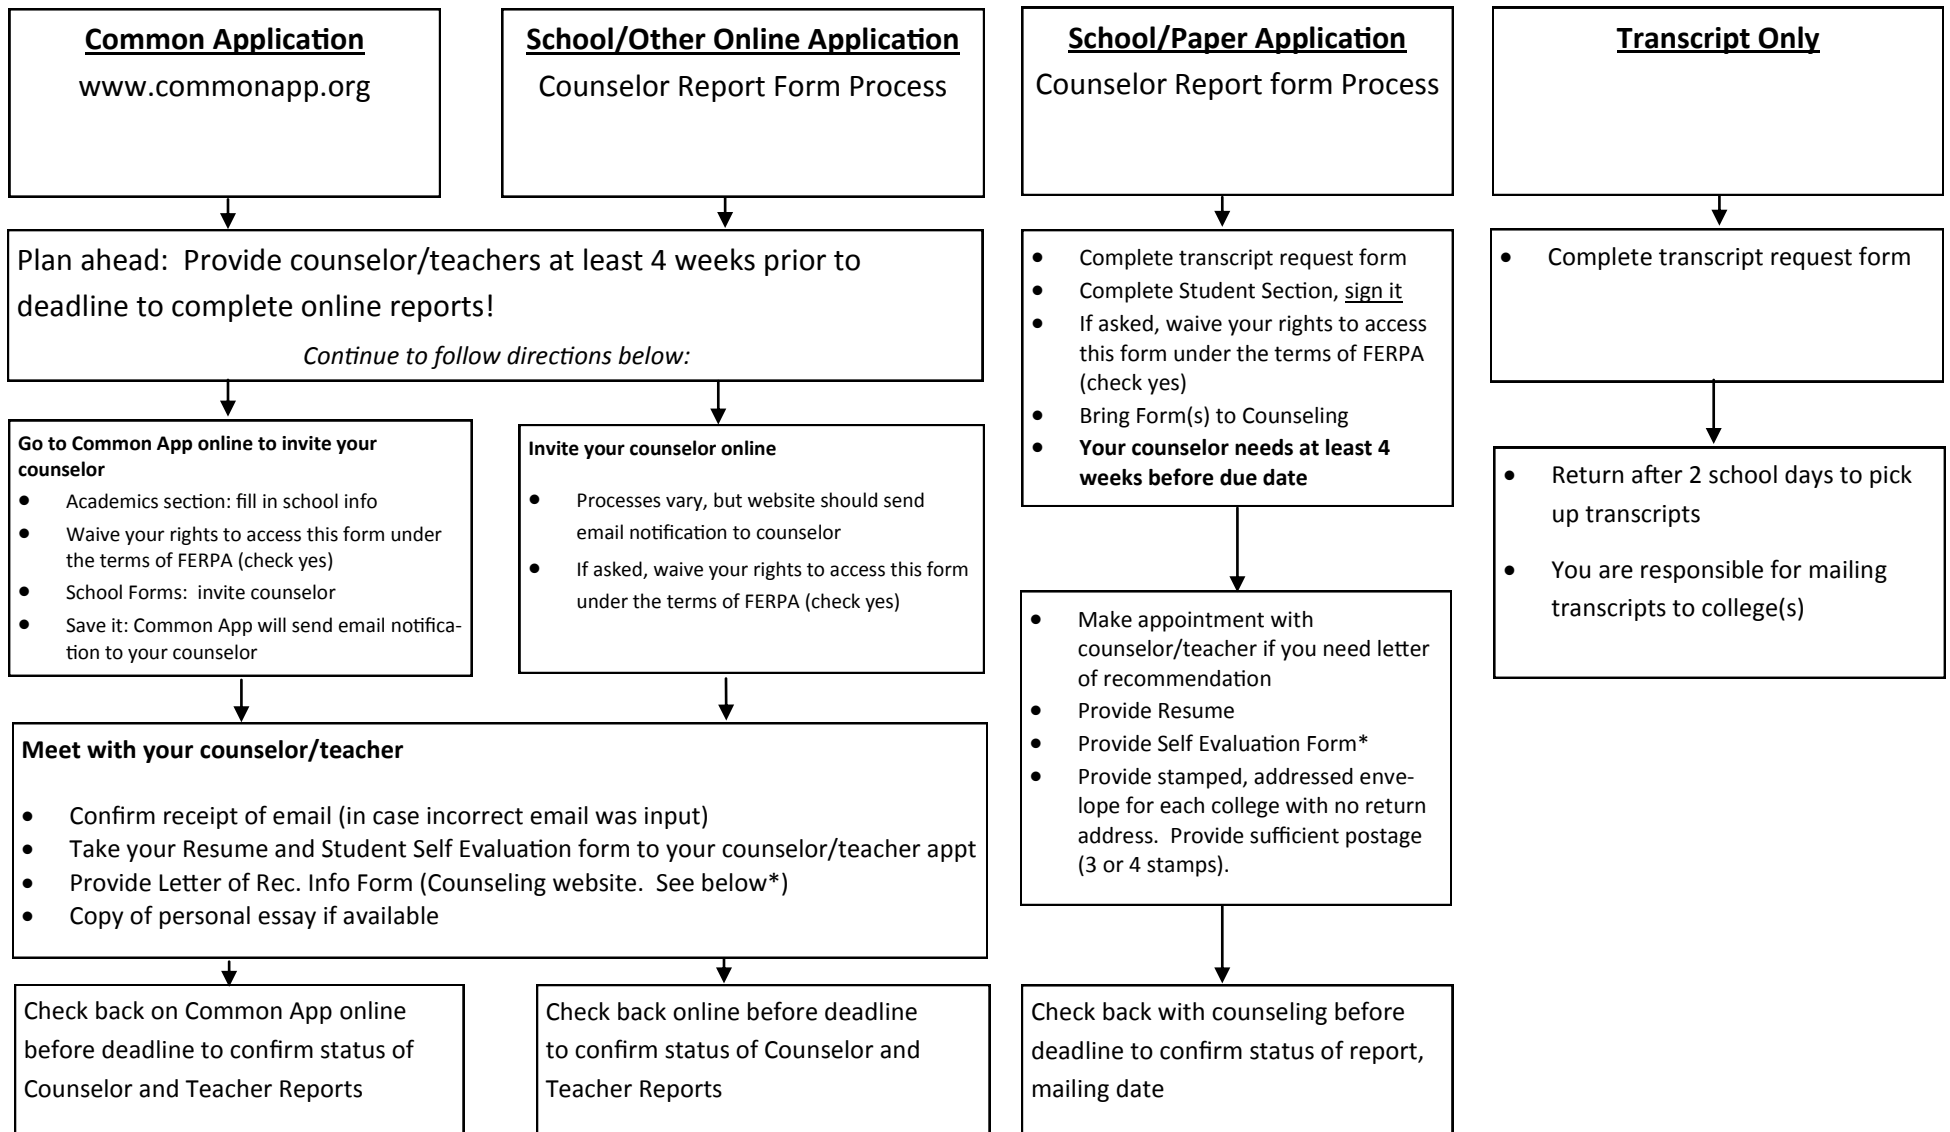 Common Application
www.commonapp.org
School/Other Online Application
Counselor Report Form Process
School/Paper Application
Counselor Report form Process
Transcript Only
Plan ahead:  Provide counselor/teachers at least 4 weeks prior to
deadline to complete online reports!
Continue to follow directions below:
Go to Common App online to invite your
counselor
• Academics section: fill in school info
• Waive your rights to access this form under
the terms of FERPA (check yes)
• School Forms:  invite counselor
• Save it: Common App will send email notifica-
tion to your counselor
Invite your counselor online
• Processes vary, but website should send
email notification to counselor
• If asked, waive your rights to access this form
under the terms of FERPA (check yes)
Meet with your counselor/teacher
• Confirm receipt of email (in case incorrect email was input)
• Take your Resume and Student Self Evaluation form to your counselor/teacher appt
• Provide Letter of Rec. Info Form (Counseling website.  See below*)
• Copy of personal essay if available
Check back on Common App online
before deadline to confirm status of
Counselor and Teacher Reports
Check back online before deadline
to confirm status of Counselor and
Teacher Reports
• Complete transcript request form
• Complete Student Section, sign it
• If asked, waive your rights to access
this form under the terms of FERPA
(check yes)
• Bring Form(s) to Counseling
• Your counselor needs at least 4
weeks before due date
• Make appointment with
counselor/teacher if you need letter
of recommendation
• Provide Resume
• Provide Self Evaluation Form*
• Provide stamped, addressed enve-
lope for each college with no return
address.  Provide sufficient postage
(3 or 4 stamps).
Check back with counseling before
deadline to confirm status of report,
mailing date
• Complete transcript request form
• Return after 2 school days to pick
up transcripts
• You are responsible for mailing
transcripts to college(s)